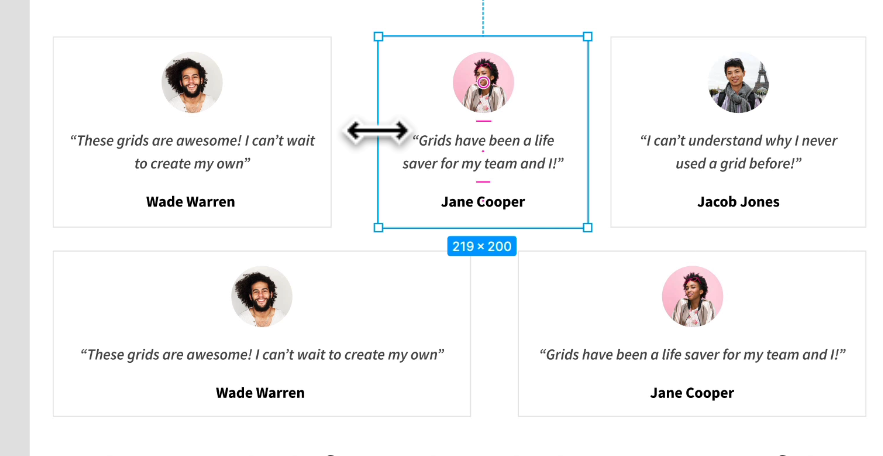 “These grids are awesome! I can’t wait
to create my own”
Wade Warren
“Grids have been a life
saver for my team and I!”
Jane Cooper
“I can’t understand why I never
used a grid before!”
Jacob Jones
219 × 200
“These grids are awesome! I can’t wait to create my own”
Wade Warren
“Grids have been a life saver for my team and I!”
Jane Cooper